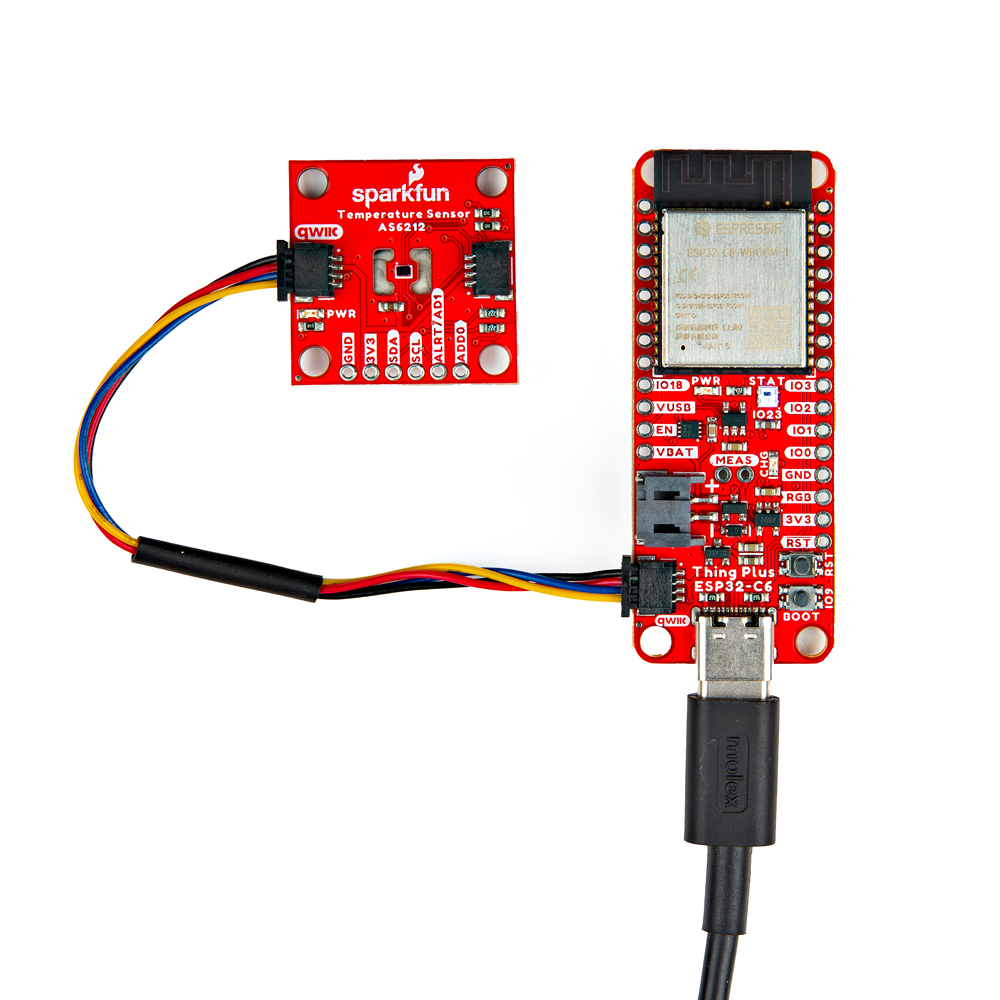 sparkfun
Temperature Sensor
AS6212
qwiic
PWR
GND
3V3
SDA
SCL
ALRT/AD1
ADD0
ESPRESSIF
ESP32-C6-WROOM-1
CE
IO18
PWR
STAT
IO3
VUSB
IO23
IO2
EN
IO1
VBAT
MEAS
CHG
IO0
GND
RGB
+
3V3
-
RST
Thing Plus
ESP32-C6
RST
IO9
BOOT
qwiic
molex